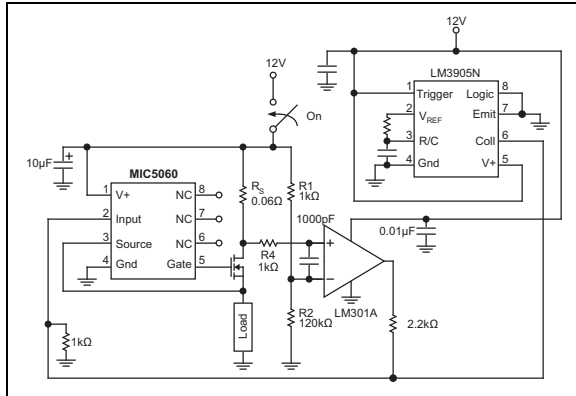 12V
LM3905N
1 Trigger Logic 8
2 VREF Emit 7
3 R/C Coll 6
4 Gnd V+ 5
12V
On
10µF
+
MIC5060
1 V+ NC 8
2 Input NC 7
3 Source NC 6
4 Gnd Gate 5
RS
0.06Ω
R1
1kΩ
1000pF
0.01µF
R4
1kΩ
+
−
LM301A
R2
120kΩ
2.2kΩ
Load
1kΩ